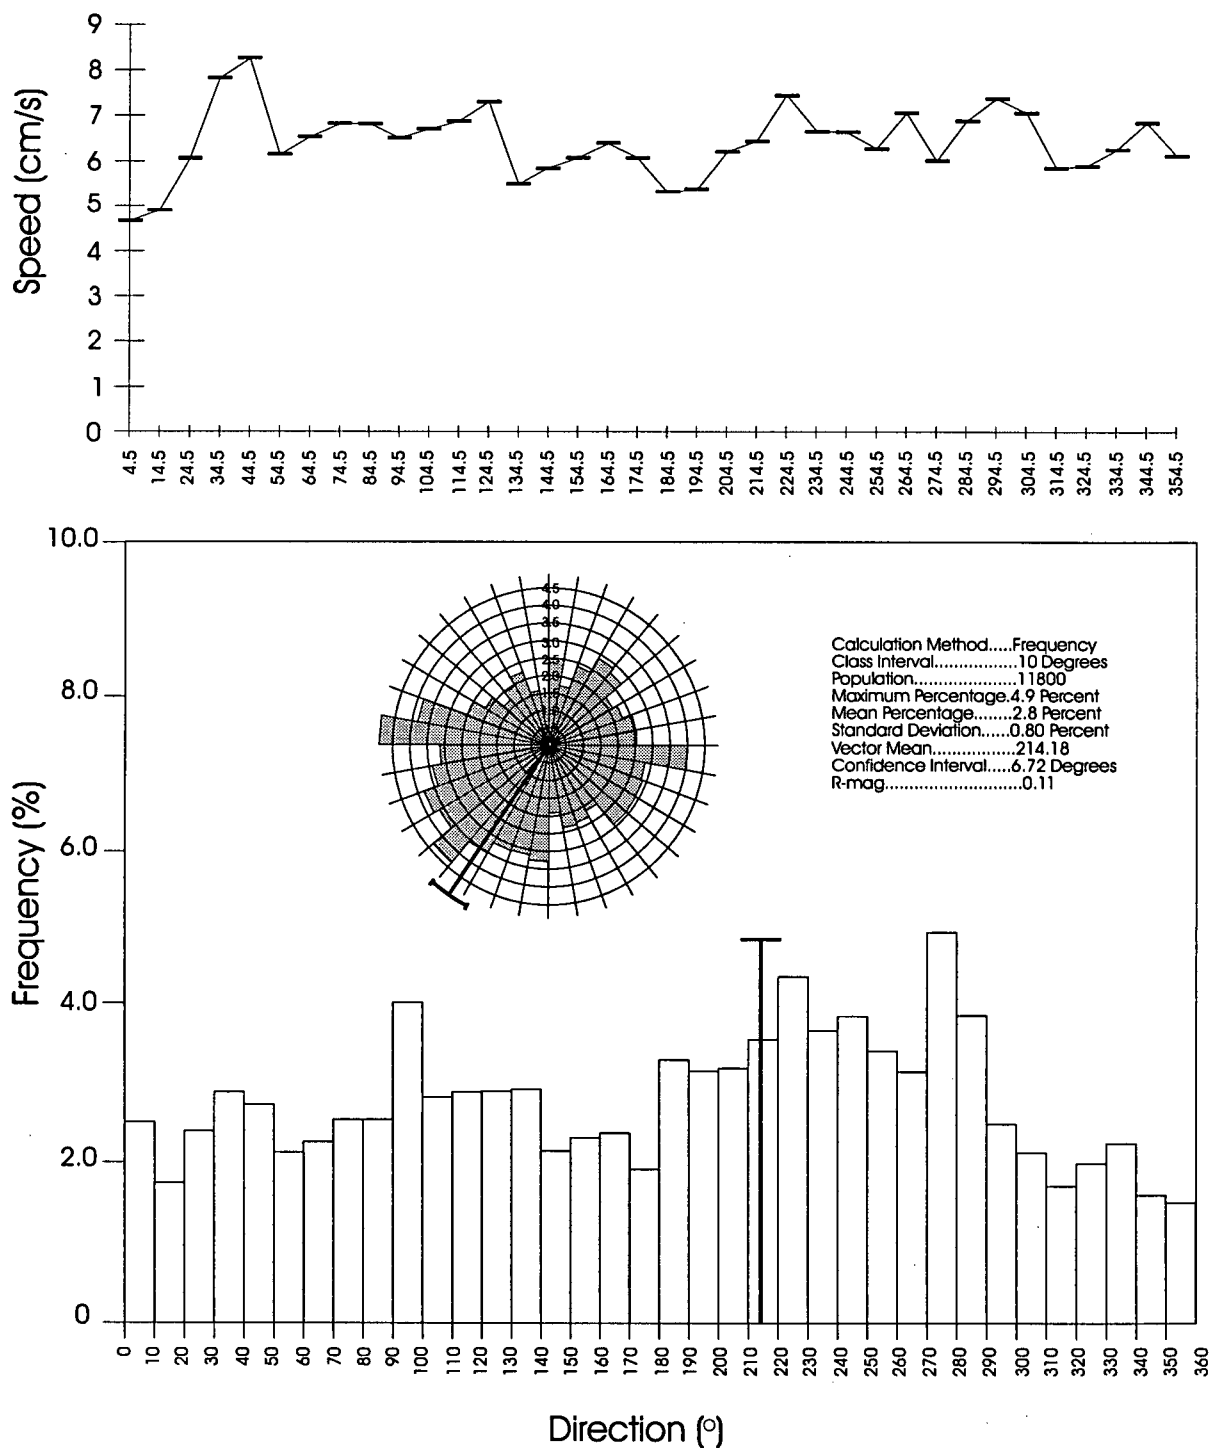 9
8
7
6
5
4
3
2
1
0
Speed (cm/s)
4.5 14.5 24.5 34.5 44.5 54.5 64.5 74.5 84.5 94.5 104.5 114.5 124.5 134.5 144.5 154.5 164.5 174.5 184.5 194.5 204.5 214.5 224.5 234.5 244.5 254.5 264.5 274.5 284.5 294.5 304.5 314.5 324.5 334.5 344.5 354.5
10.0
8.0
6.0
4.0
2.0
0
Frequency (%)
4.5
4.0
3.5
3.0
2.5
2.0
1.5
Calculation Method.....Frequency
Class Interval.................10 Degrees
Population.....................11800
Maximum Percentage.4.9 Percent
Mean Percentage........2.8 Percent
Standard Deviation......0.80 Percent
Vector Mean.................214.18
Confidence Interval.....6.72 Degrees
R-mag............................0.11
0 10 20 30 40 50 60 70 80 90 100 110 120 130 140 150 160 170 180 190 200 210 220 230 240 250 260 270 280 290 300 310 320 330 340 350 360
Direction (°)